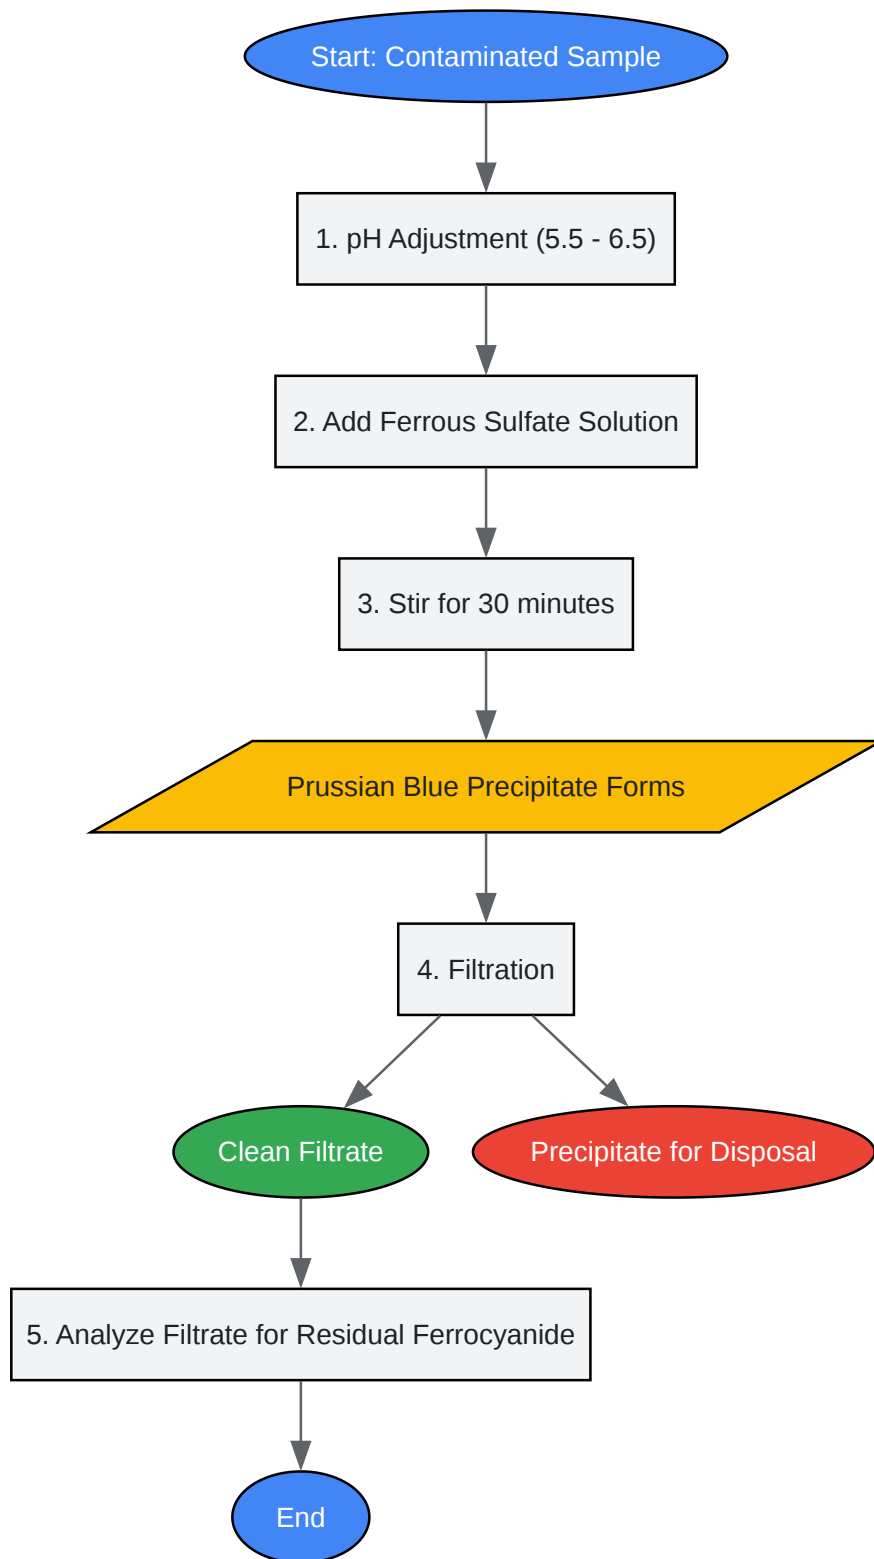 Start: Contaminated Sample
1. pH Adjustment (5.5 - 6.5)
2. Add Ferrous Sulfate Solution
3. Stir for 30 minutes
Prussian Blue Precipitate Forms
4. Filtration
Clean Filtrate
Precipitate for Disposal
5. Analyze Filtrate for Residual Ferrocyanide
End